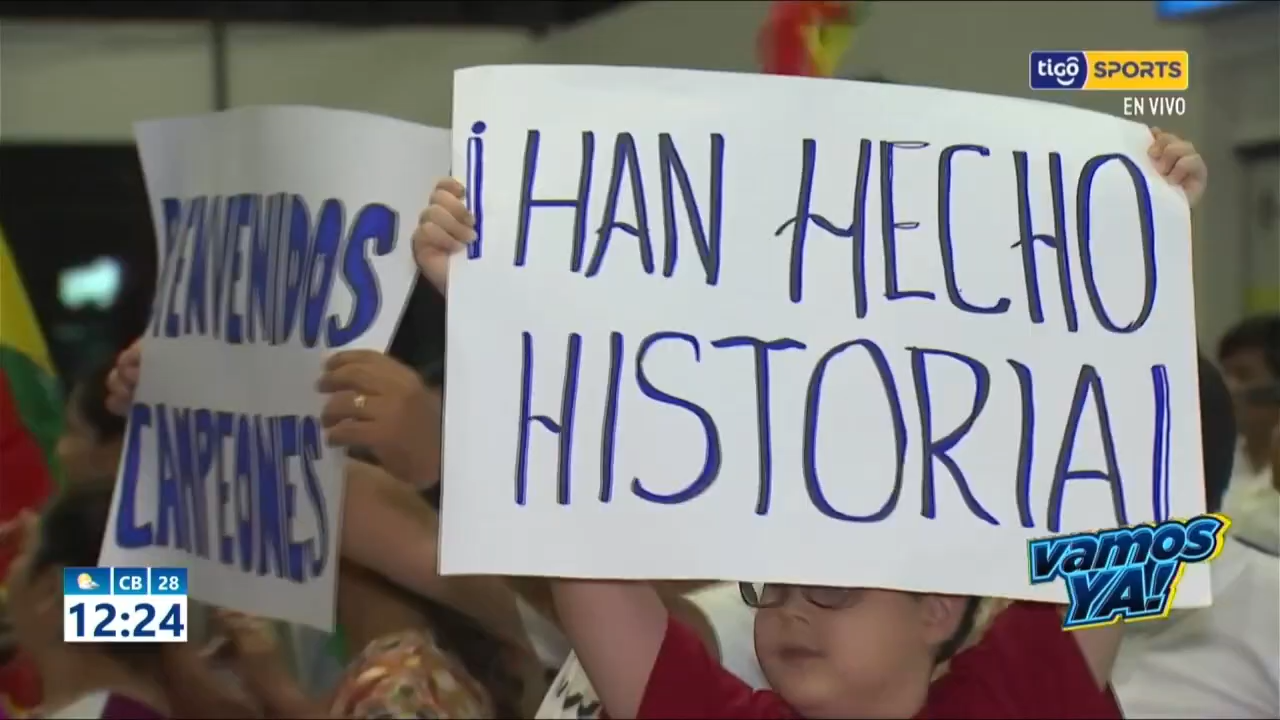 tigo SPORTS
EN VIVO
¡HAN HECHO
HISTORIA!
BIENVENIDOS
CAMPEONES
CB 28
12:24
vamos
YA!